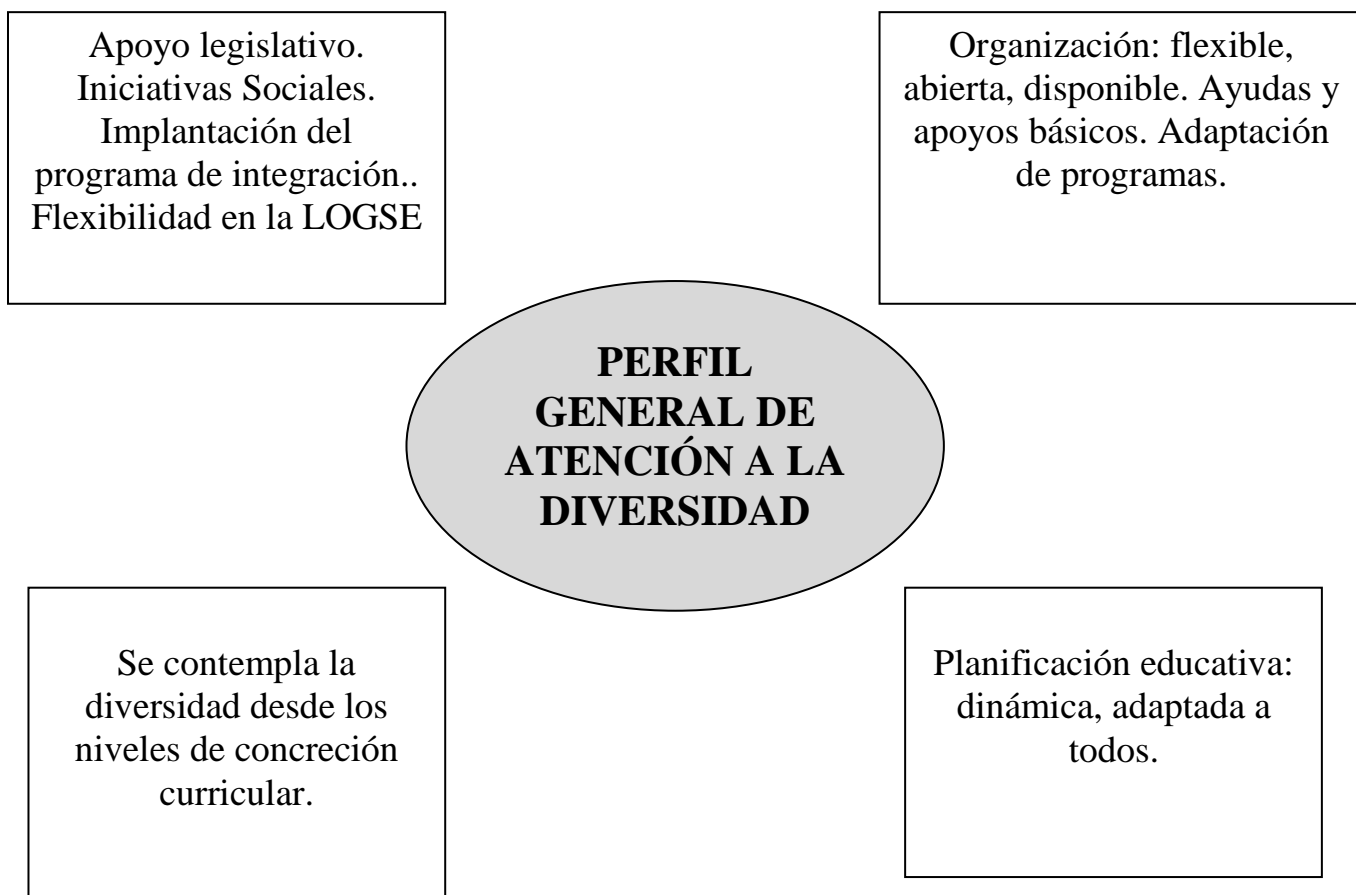 Apoyo legislativo.
Iniciativas Sociales.
Implantación del
programa de integración..
Flexibilidad en la LOGSE
Organización: flexible,
abierta, disponible. Ayudas y
apoyos básicos. Adaptación
de programas.
PERFIL
GENERAL DE
ATENCIÓN A LA
DIVERSIDAD
Se contempla la
diversidad desde los
niveles de concreción
curricular.
Planificación educativa:
dinámica, adaptada a
todos.